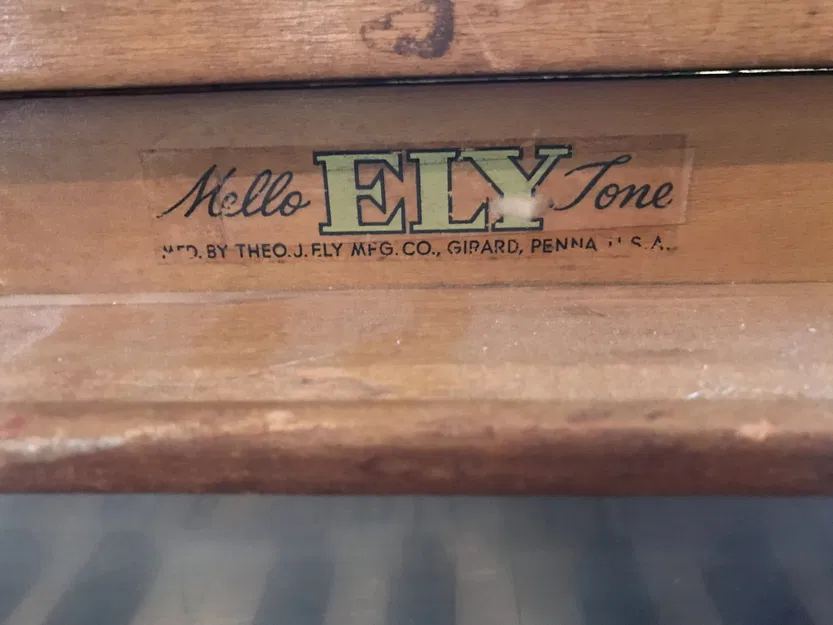 Mello ELY Tone
MFD. BY THEO. J. ELY MFG. CO., GIRARD, PENNA U.S.A.